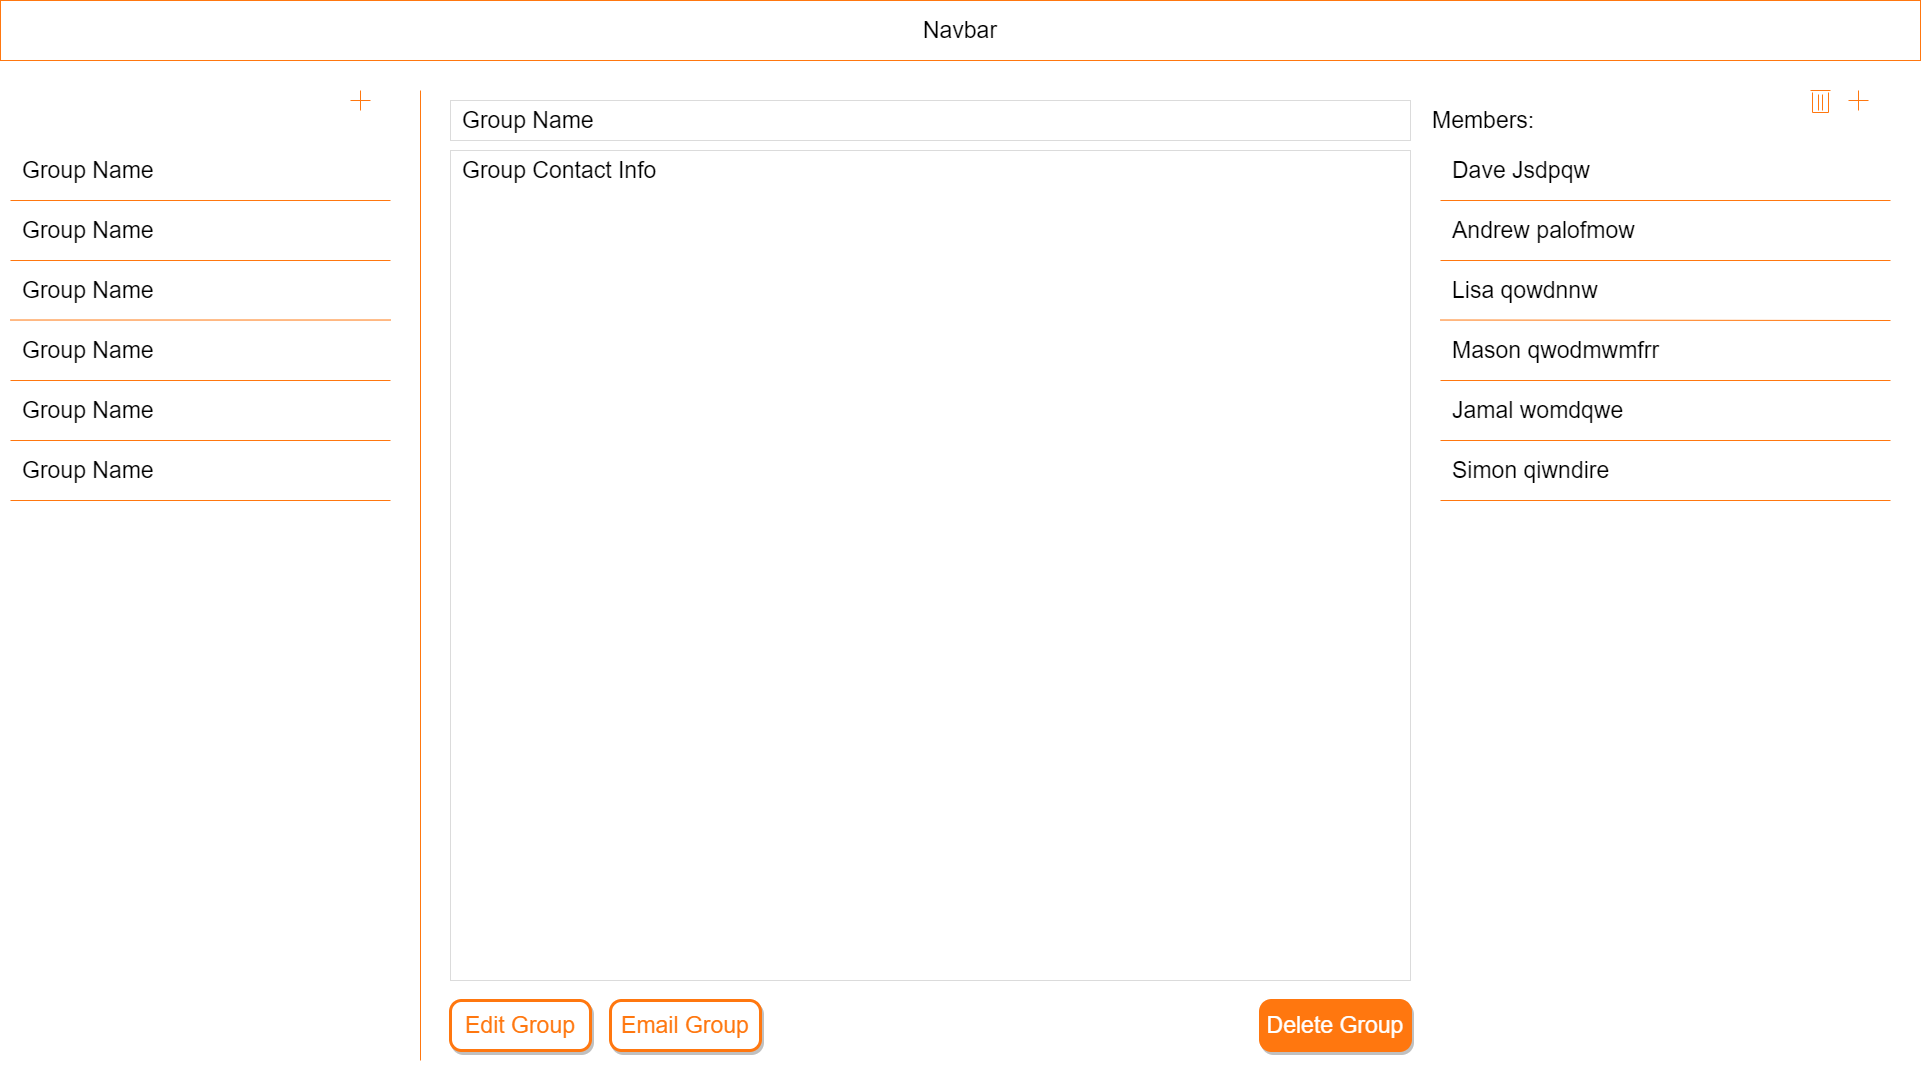 Navbar
Group Name
Group Name
Group Name
Group Name
Group Name
Group Name
Group Name
Group Contact Info
Edit Group
Email Group
Delete Group
Members:
Dave Jsdpqw
Andrew palofmow
Lisa qowdnnw
Mason qwodmwmfrr
Jamal womdqwe
Simon qiwndire